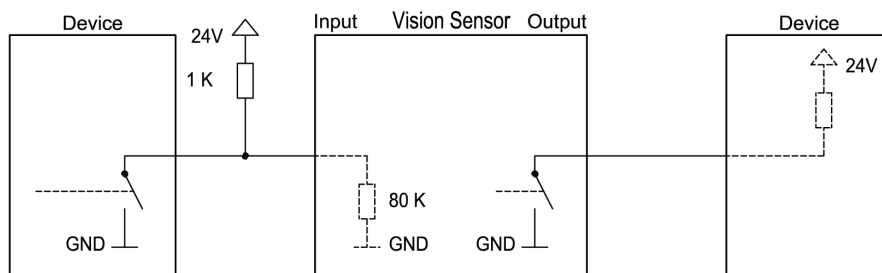 Device
24V
1 K
GND
Input Vision Sensor Output
80 K
GND
GND
Device
24V